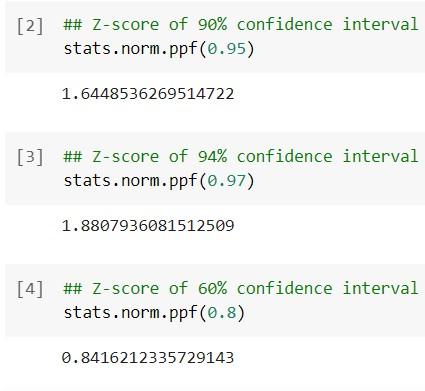 [2] ## Z-score of 90% confidence interval
stats.norm.ppf(0.95)
1.6448536269514722
[3] ## Z-score of 94% confidence interval
stats.norm.ppf(0.97)
1.8807936081512509
[4] ## Z-score of 60% confidence interval
stats.norm.ppf(0.8)
0.8416212335729143